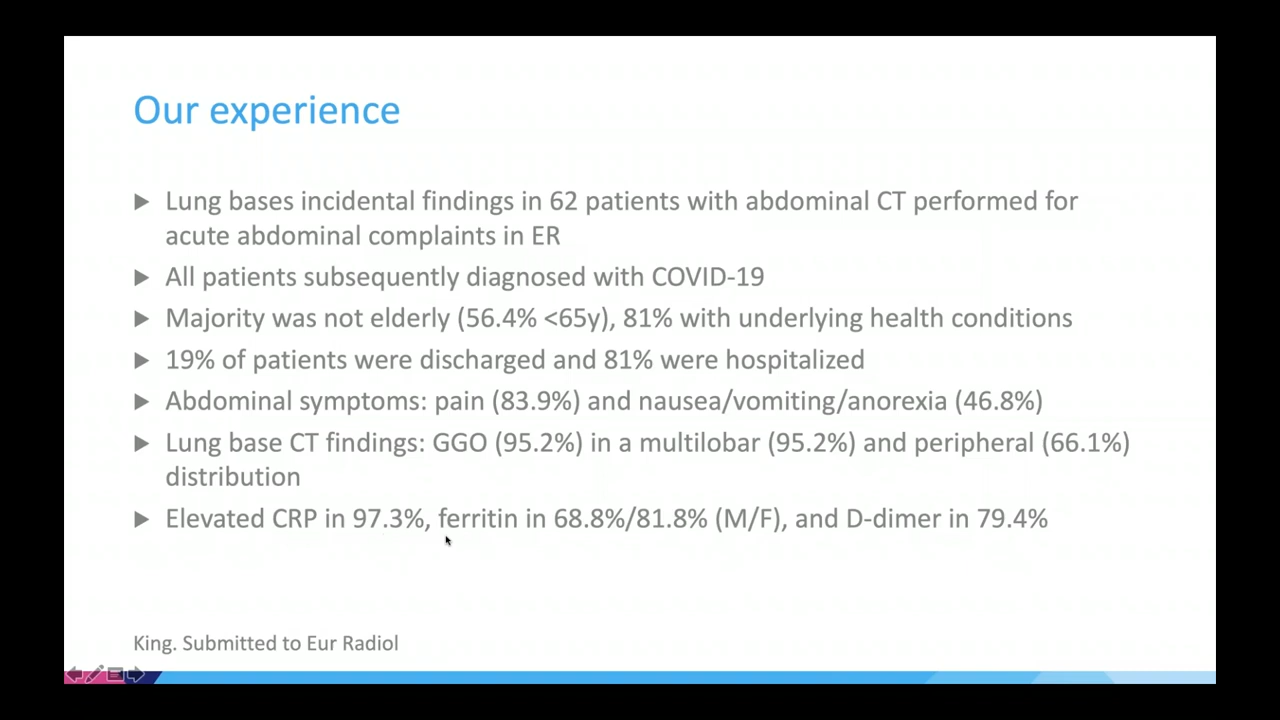 Our experience
Lung bases incidental findings in 62 patients with abdominal CT performed for
acute abdominal complaints in ER
All patients subsequently diagnosed with COVID-19
Majority was not elderly (56.4% <65y), 81% with underlying health conditions
19% of patients were discharged and 81% were hospitalized
Abdominal symptoms: pain (83.9%) and nausea/vomiting/anorexia (46.8%)
Lung base CT findings: GGO (95.2%) in a multilobar (95.2%) and peripheral (66.1%)
distribution
Elevated CRP in 97.3%, ferritin in 68.8%/81.8% (M/F), and D-dimer in 79.4%
King. Submitted to Eur Radiol